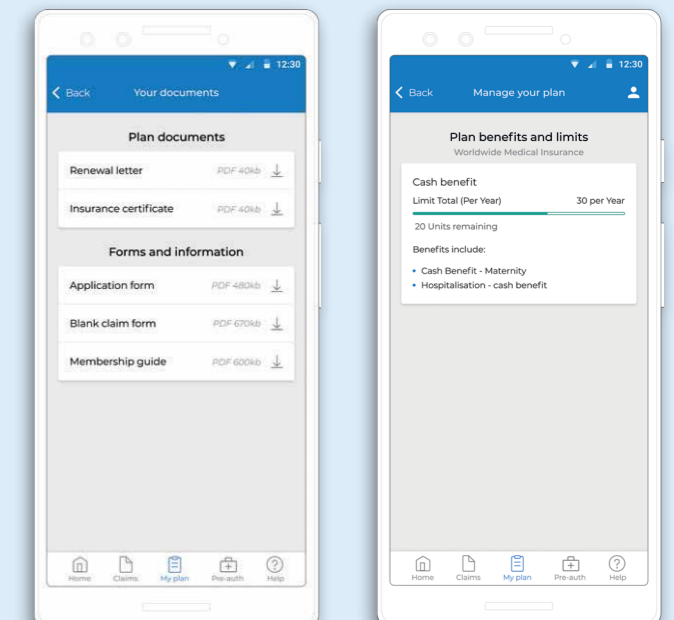 12:30
Back Your documents
Plan documents
Renewal letter PDF 40kb
Insurance certificate PDF 40kb
Forms and information
Application form PDF 480kb
Blank claim form PDF 670kb
Membership guide PDF 600kb
Home Claims My plan Pre-auth Help
12:30
Back Manage your plan
Plan benefits and limits
Worldwide Medical Insurance
Cash benefit
Limit Total (Per Year) 30 per Year
20 Units remaining
Benefits include:
• Cash Benefit - Maternity
• Hospitalisation - cash benefit
Home Claims My plan Pre-auth Help